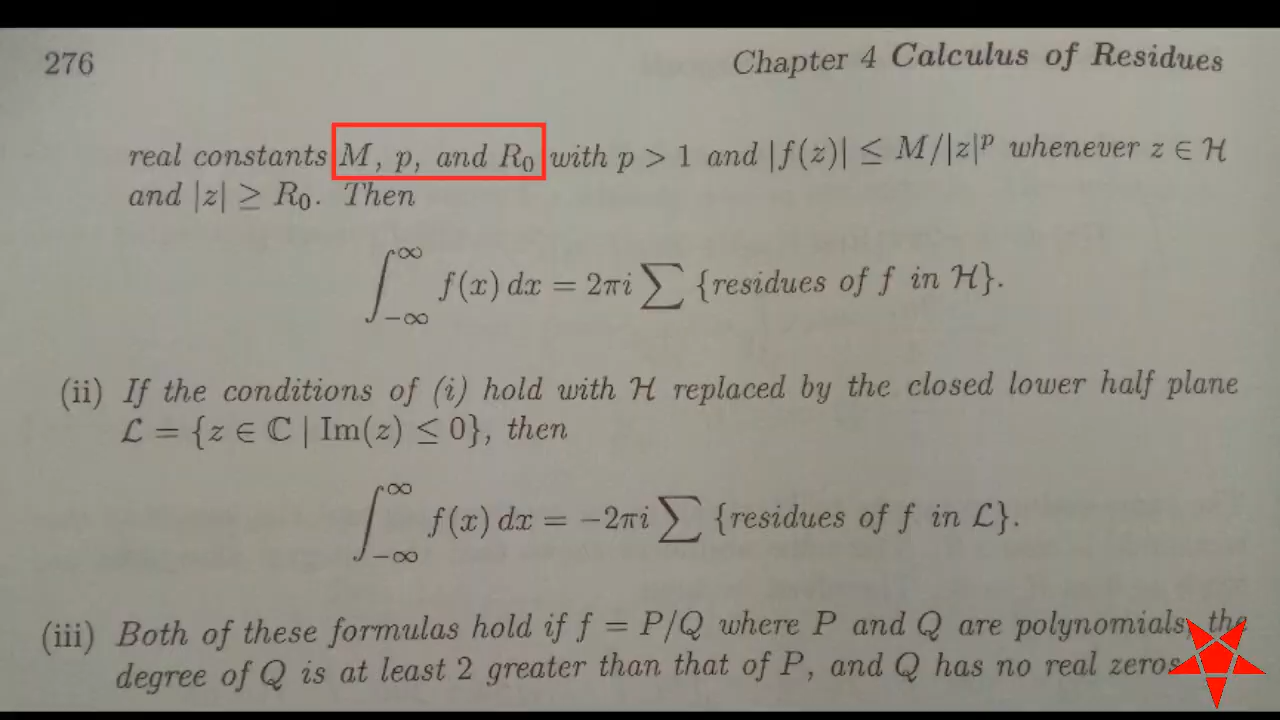 276 Chapter 4 Calculus of Residues
real constants M, p, and R₀ with p > 1 and |f(z)| ≤ M/|z|ᵖ whenever z ∈ ℋ
and |z| ≥ R₀. Then
∫_{-∞}^{∞} f(x) dx = 2πi ∑ {residues of f in ℋ}.
(ii) If the conditions of (i) hold with ℋ replaced by the closed lower half plane
ℒ = {z ∈ ℂ | Im(z) ≤ 0}, then
∫_{-∞}^{∞} f(x) dx = −2πi ∑ {residues of f in ℒ}.
(iii) Both of these formulas hold if f = P/Q where P and Q are polynomials, the
degree of Q is at least 2 greater than that of P, and Q has no real zeros